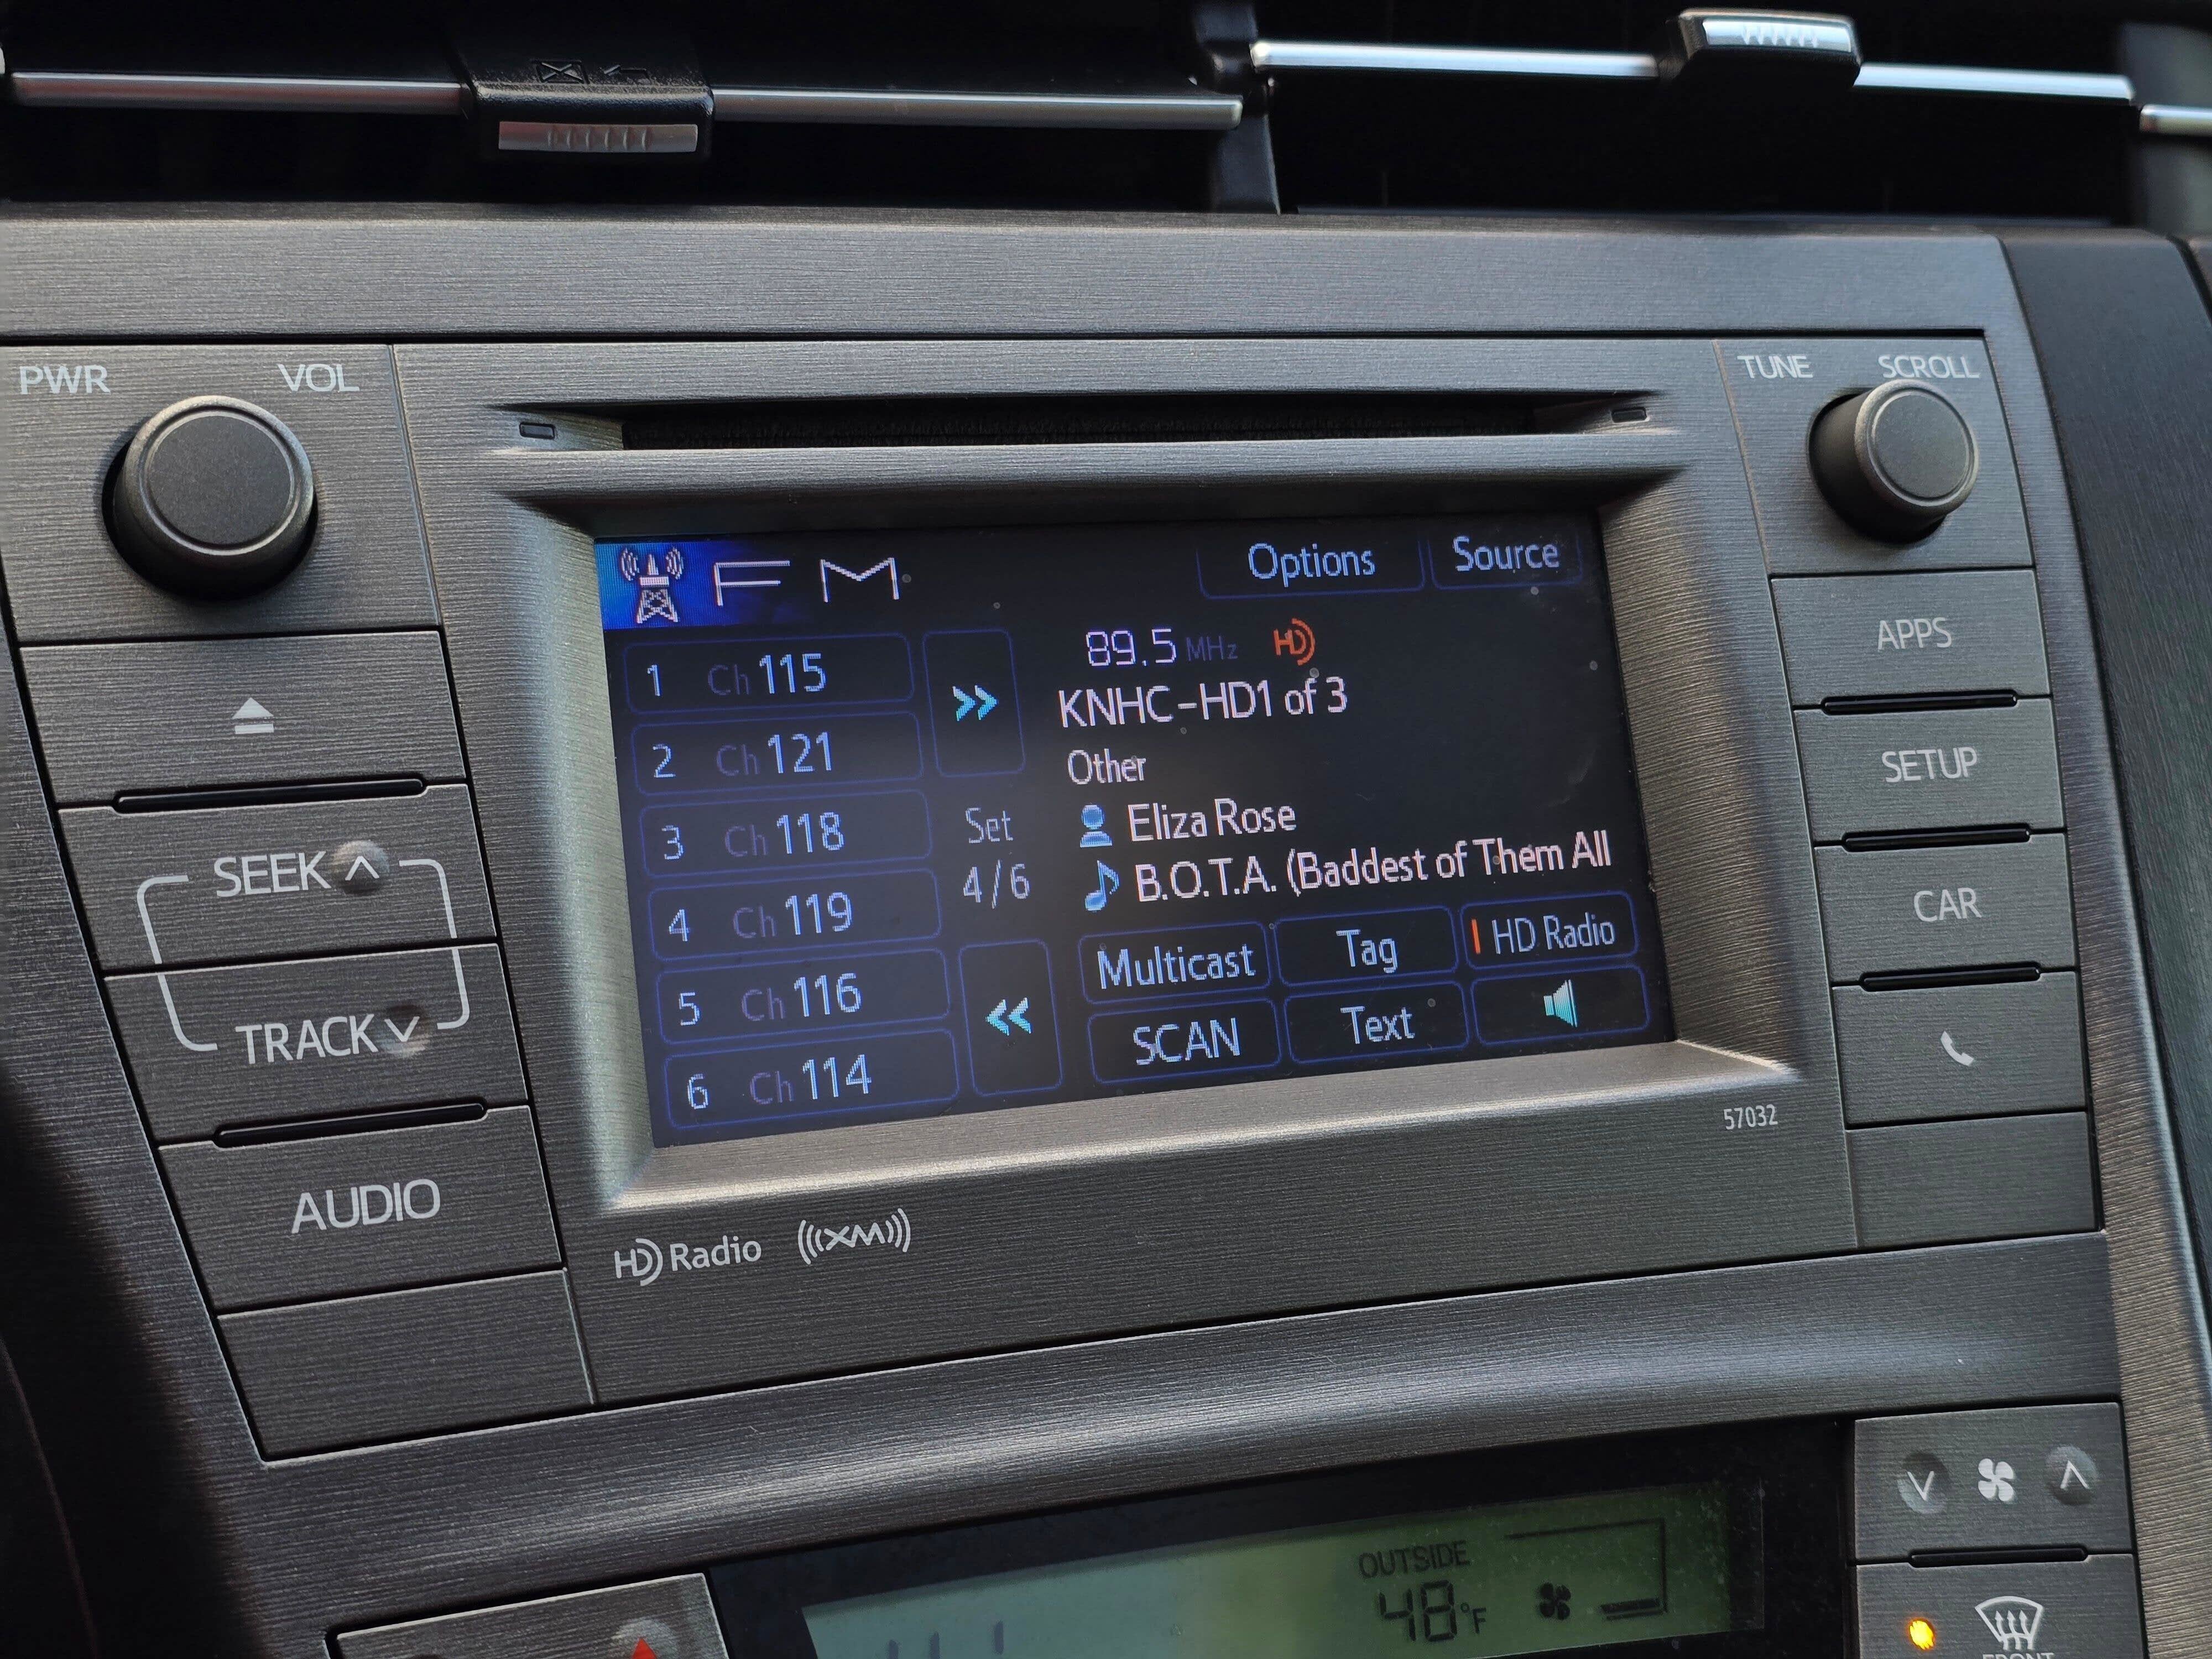 PWR VOL
TUNE SCROLL
FM
Options
Source
1 Ch 115
2 Ch 121
3 Ch 118
4 Ch 119
5 Ch 116
6 Ch 114
Set
4/6
89.5 MHz HD
KNHC-HD1 of 3
Other
Eliza Rose
B.O.T.A. (Baddest of Them All
Multicast
Tag
HD Radio
SCAN
Text
SEEK
TRACK
AUDIO
APPS
SETUP
CAR
57032
HD Radio
XM
OUTSIDE
48°F
FRONT